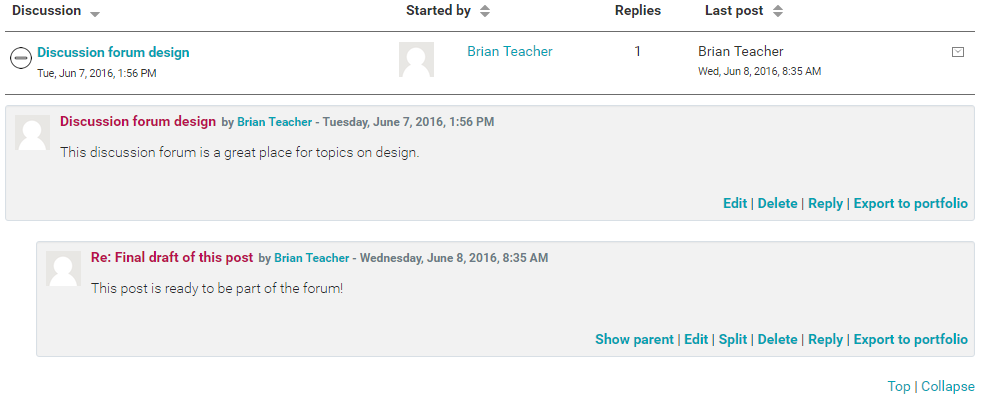 Discussion Started by Replies Last post
Discussion forum design Brian Teacher 1 Brian Teacher
Tue, Jun 7, 2016, 1:56 PM Wed, Jun 8, 2016, 8:35 AM
Discussion forum design by Brian Teacher - Tuesday, June 7, 2016, 1:56 PM
This discussion forum is a great place for topics on design.
Edit | Delete | Reply | Export to portfolio
Re: Final draft of this post by Brian Teacher - Wednesday, June 8, 2016, 8:35 AM
This post is ready to be part of the forum!
Show parent | Edit | Split | Delete | Reply | Export to portfolio
Top | Collapse